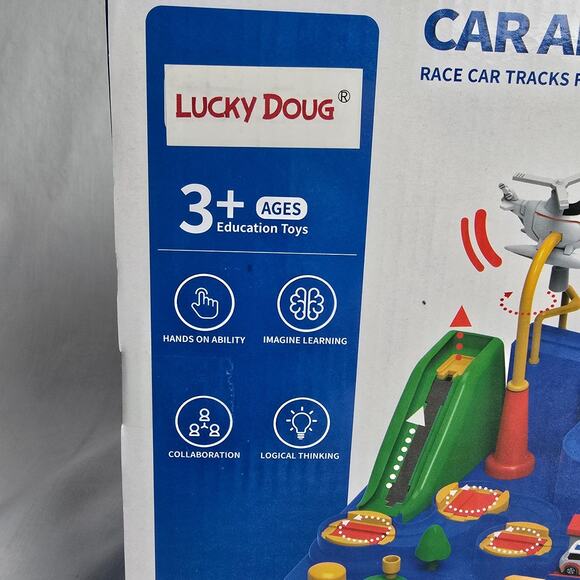 CAR A
RACE CAR TRACKS
LUCKY DOUG®
3+ AGES
Education Toys
HANDS ON ABILITY
IMAGINE LEARNING
COLLABORATION
LOGICAL THINKING